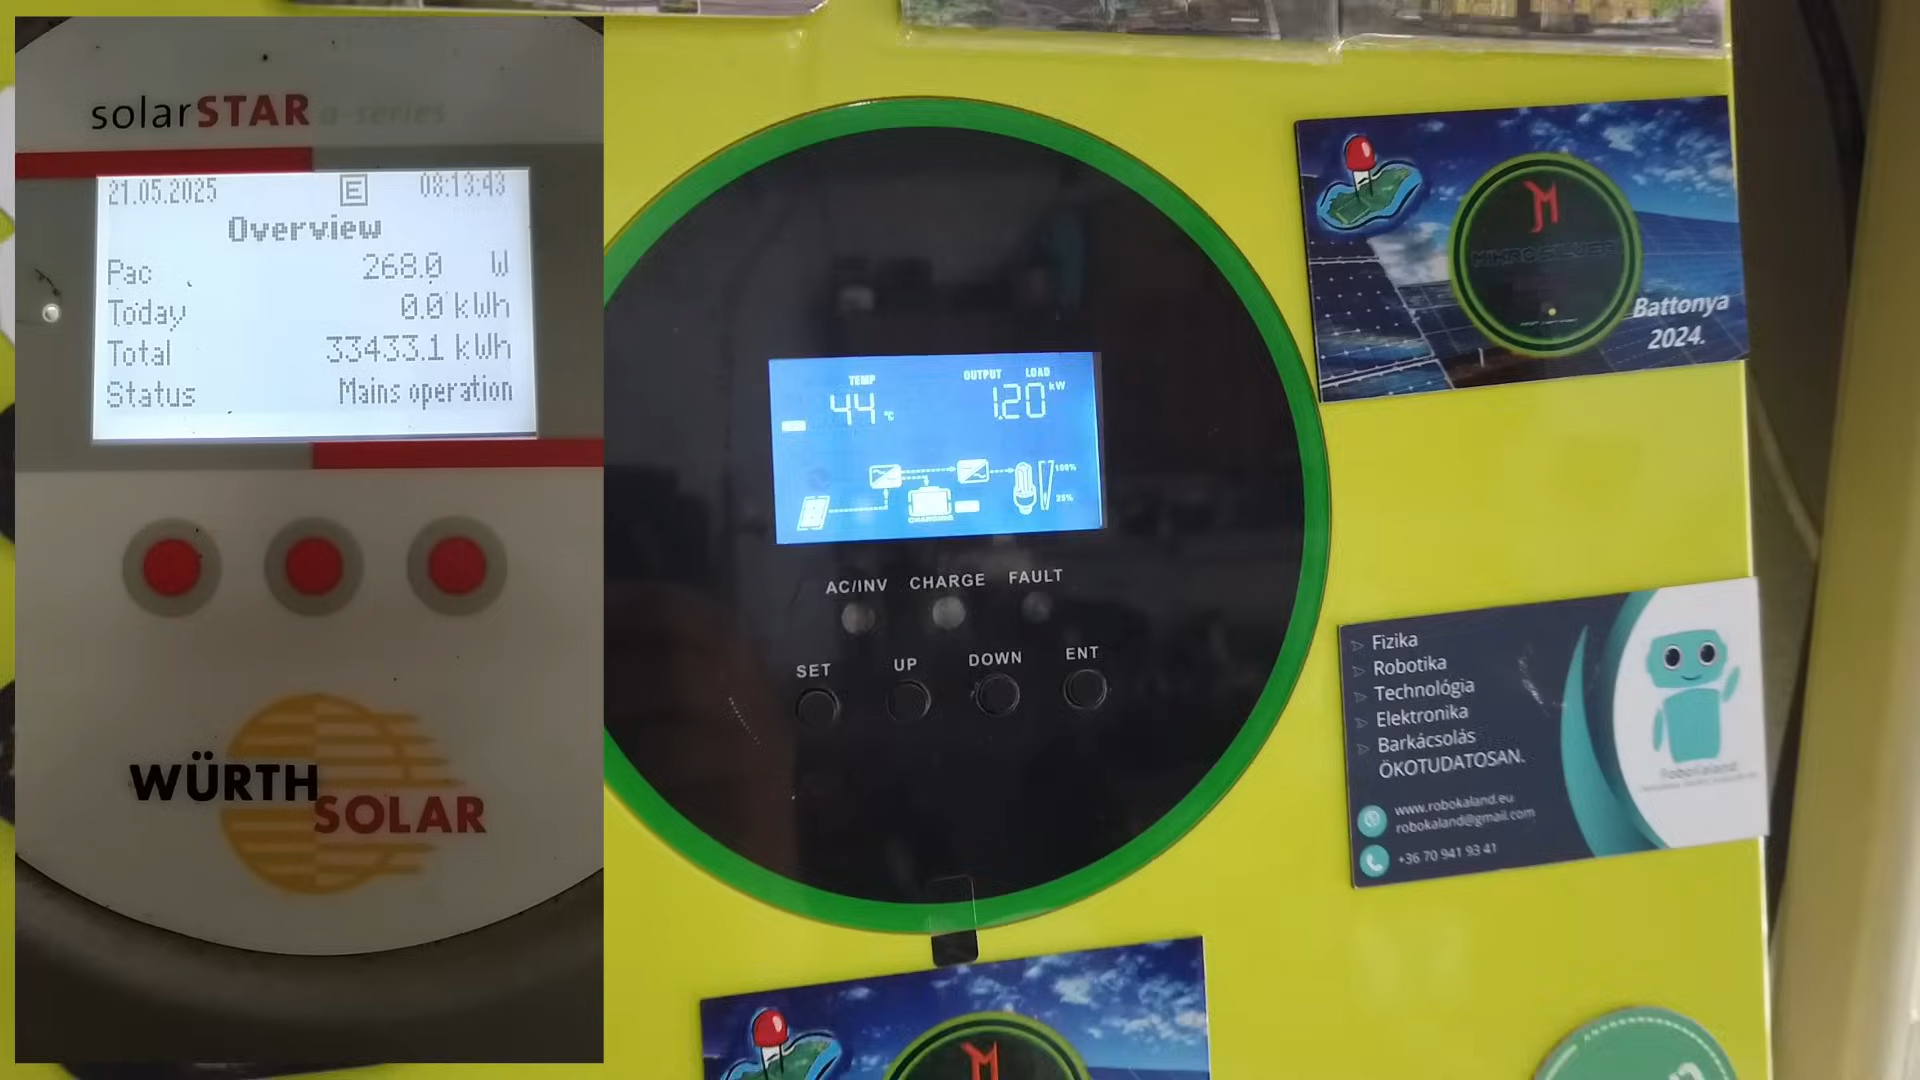 solarSTAR a-series
21.05.2025 E 08:13:43
Overview
Pac 268.0 W
Today 0.0 kWh
Total 33433.1 kWh
Status Mains operation
WÜRTH
SOLAR
TEMP OUTPUT LOAD
44 °C 1.20 kW
100%
25%
CHARGING
AC/INV CHARGE FAULT
SET UP DOWN ENT
M
MIKROSILVER
Battonya
2024.
Fizika
Robotika
Technológia
Elektronika
Barkácsolás
ÖKOTUDATOSAN.
www.robokaland.eu
robokaland@gmail.com
+36 70 941 93 41
RoboKaland
M